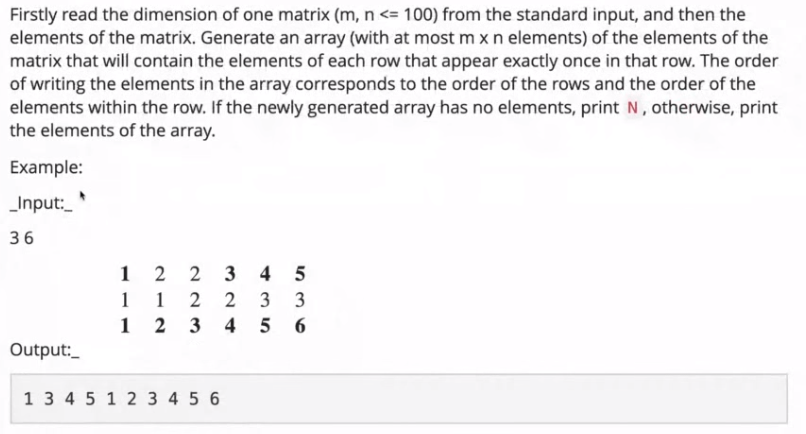 Firstly read the dimension of one matrix (m, n <= 100) from the standard input, and then the
elements of the matrix. Generate an array (with at most m x n elements) of the elements of the
matrix that will contain the elements of each row that appear exactly once in that row. The order
of writing the elements in the array corresponds to the order of the rows and the order of the
elements within the row. If the newly generated array has no elements, print N, otherwise, print
the elements of the array.
Example:
_Input:_
3 6
1 2 2 3 4 5
1 1 2 2 3 3
1 2 3 4 5 6
Output:_
1 3 4 5 1 2 3 4 5 6